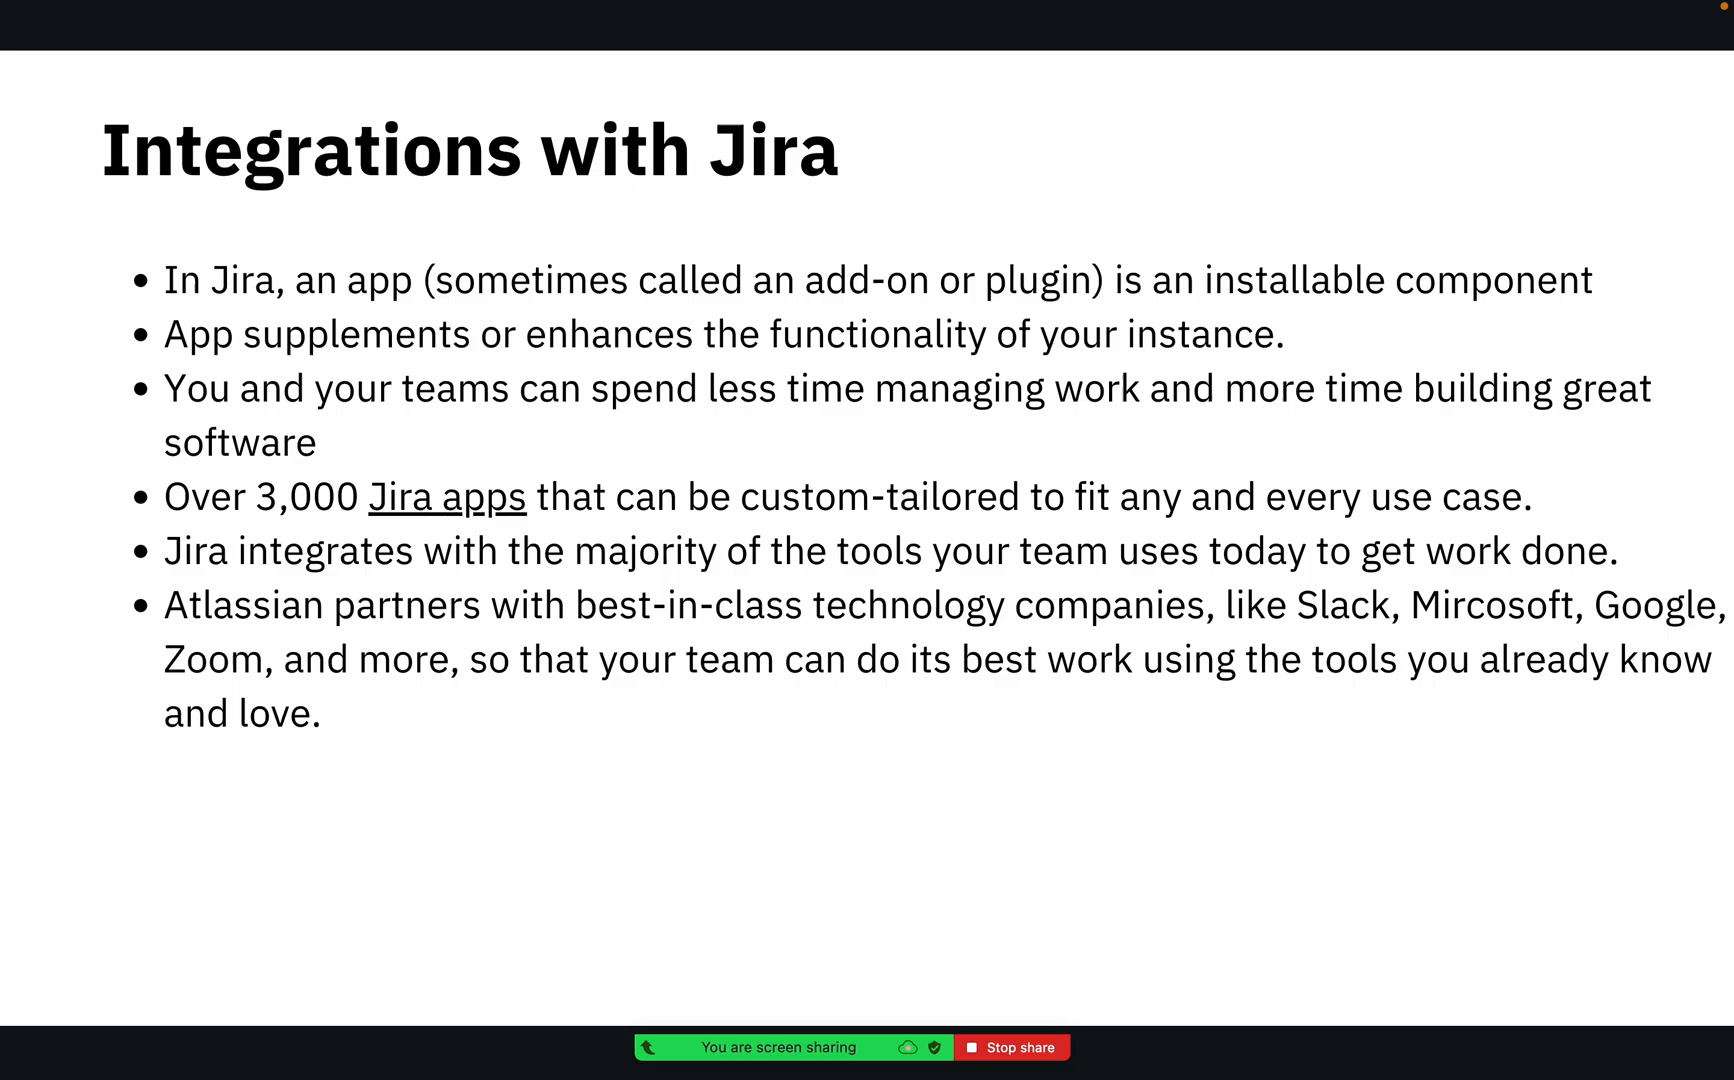 Integrations with Jira
• In Jira, an app (sometimes called an add-on or plugin) is an installable component
• App supplements or enhances the functionality of your instance.
• You and your teams can spend less time managing work and more time building great
software
• Over 3,000 Jira apps that can be custom-tailored to fit any and every use case.
• Jira integrates with the majority of the tools your team uses today to get work done.
• Atlassian partners with best-in-class technology companies, like Slack, Mircosoft, Google,
Zoom, and more, so that your team can do its best work using the tools you already know
and love.
You are screen sharing Stop share